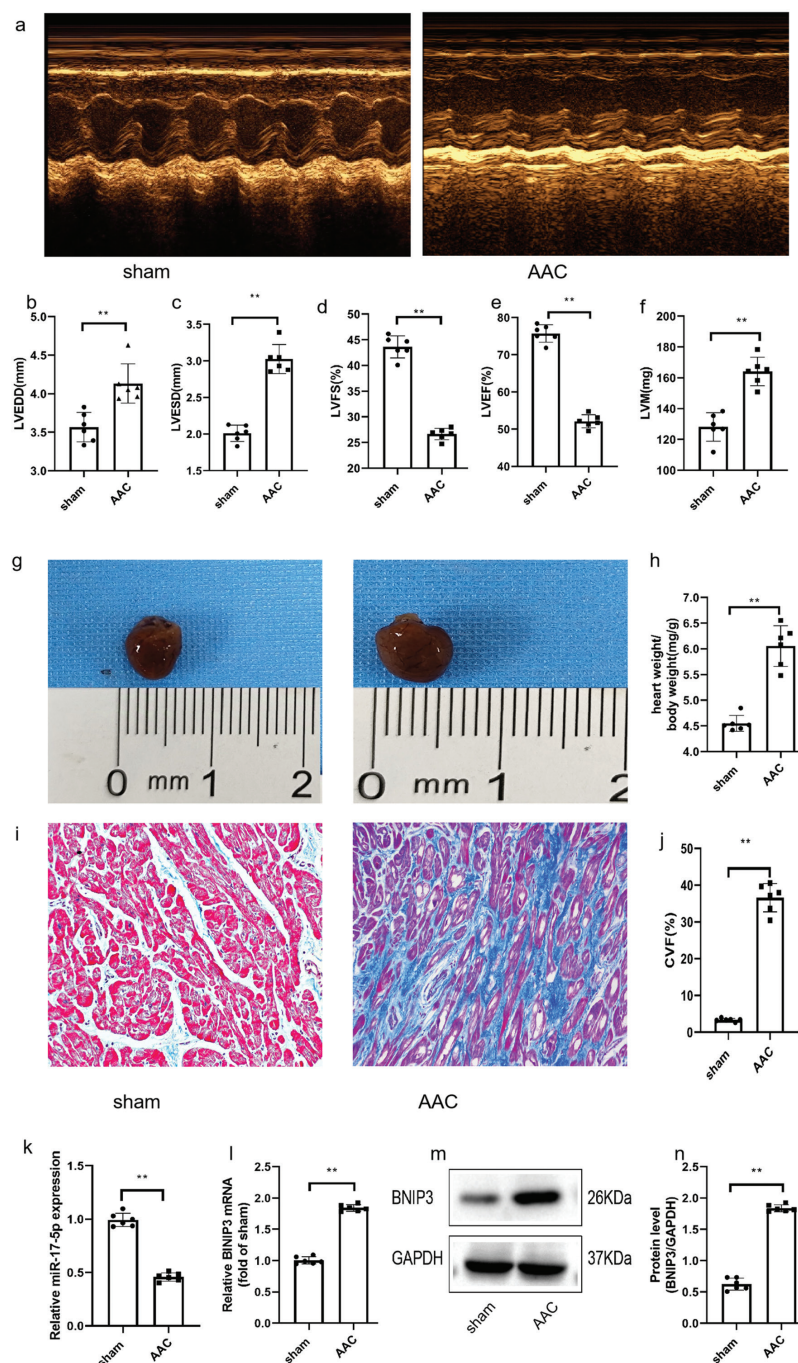 a
sham
AAC
b
**
LVEDD(mm)
5.0
4.5
4.0
3.5
3.0
sham
AAC
c
**
LVESD(mm)
3.5
3.0
2.5
2.0
1.5
sham
AAC
d
**
LVFS(%)
50
45
40
35
30
25
20
sham
AAC
e
**
LVEF(%)
80
70
60
50
40
sham
AAC
f
**
LVM(mg)
200
180
160
140
120
100
sham
AAC
g
0 mm 1 2
0 mm 1 2
h
**
heart weight/
body weight(mg/g)
6.5
6.0
5.5
5.0
4.5
4.0
sham
AAC
i
sham
AAC
j
**
CVF(%)
50
40
30
20
10
0
sham
AAC
k
**
Relative miR-17-5p expression
1.5
1.0
0.5
0.0
sham
AAC
l
**
Relative BINIP3 mRNA
(fold of sham)
2.5
2.0
1.5
1.0
0.5
0.0
sham
AAC
m
BNIP3
26KDa
GAPDH
37KDa
sham
AAC
n
**
Protein level
(BNIP3/GAPDH)
2.5
2.0
1.5
1.0
0.5
0.0
sham
AAC